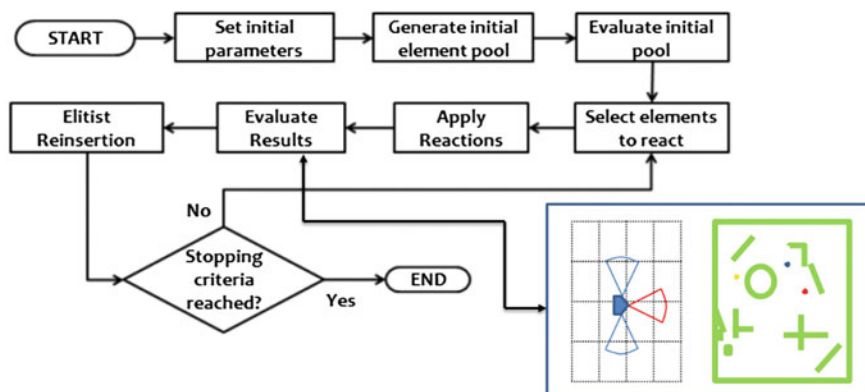 START
Set initial
parameters
Generate initial
element pool
Evaluate initial
pool
Elitist
Reinsertion
Evaluate
Results
Apply
Reactions
Select elements
to react
No
Stopping
criteria
reached?
Yes
END